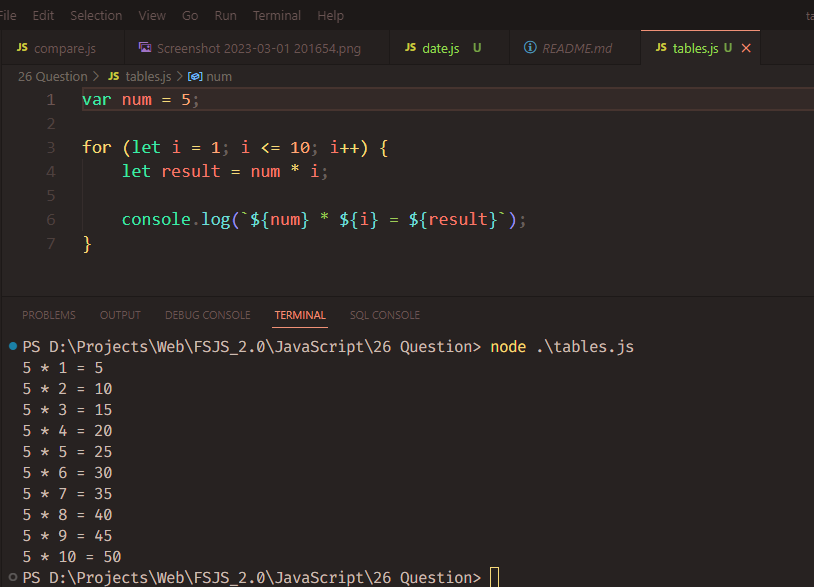 File Edit Selection View Go Run Terminal Help
JS compare.js Screenshot 2023-03-01 201654.png JS date.js U README.md JS tables.js U
26 Question > JS tables.js > num
1 var num = 5;
2
3 for (let i = 1; i <= 10; i++) {
4     let result = num * i;
5
6     console.log(`${num} * ${i} = ${result}`);
7 }
PROBLEMS OUTPUT DEBUG CONSOLE TERMINAL SQL CONSOLE
PS D:\Projects\Web\FSJS_2.0\JavaScript\26 Question> node .\tables.js
5 * 1 = 5
5 * 2 = 10
5 * 3 = 15
5 * 4 = 20
5 * 5 = 25
5 * 6 = 30
5 * 7 = 35
5 * 8 = 40
5 * 9 = 45
5 * 10 = 50
PS D:\Projects\Web\FSJS_2.0\JavaScript\26 Question>